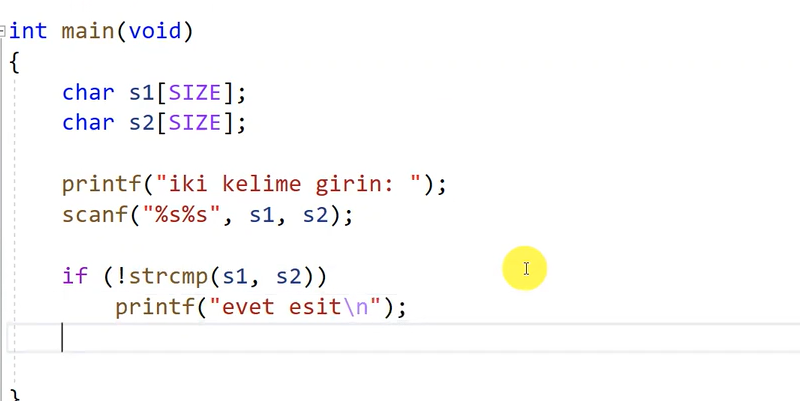 int main(void)
{
    char s1[SIZE];
    char s2[SIZE];

    printf("iki kelime girin: ");
    scanf("%s%s", s1, s2);

    if (!strcmp(s1, s2))
        printf("evet esit\n");

}